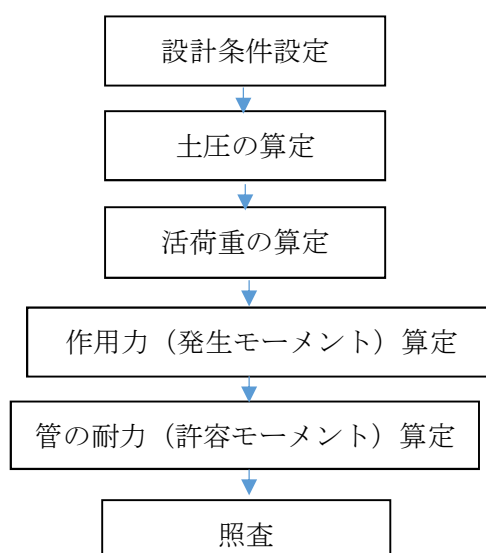 設計条件設定
土圧の算定
活荷重の算定
作用力（発生モーメント）算定
管の耐力（許容モーメント）算定
照査